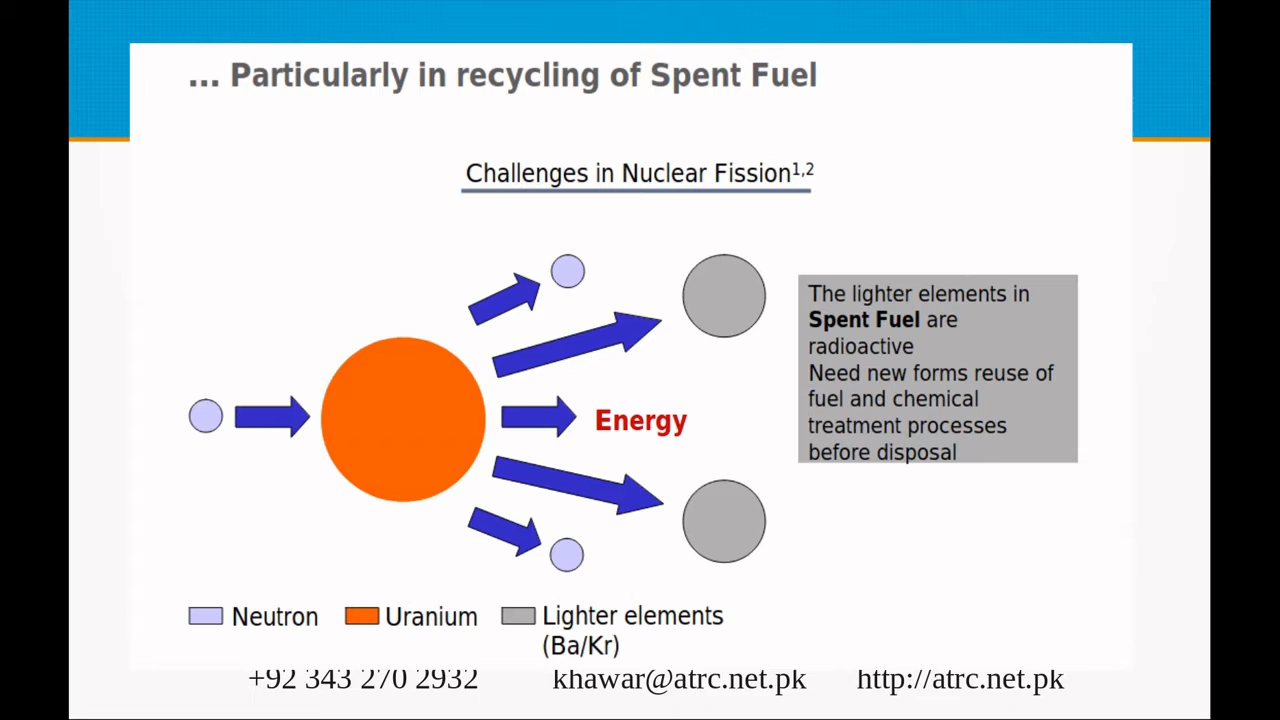 ... Particularly in recycling of Spent Fuel
Challenges in Nuclear Fission1,2
The lighter elements in
Spent Fuel are
radioactive
Need new forms reuse of
fuel and chemical
treatment processes
before disposal
Energy
Neutron
Uranium
Lighter elements
(Ba/Kr)
+92 343 270 2932 khawar@atrc.net.pk http://atrc.net.pk